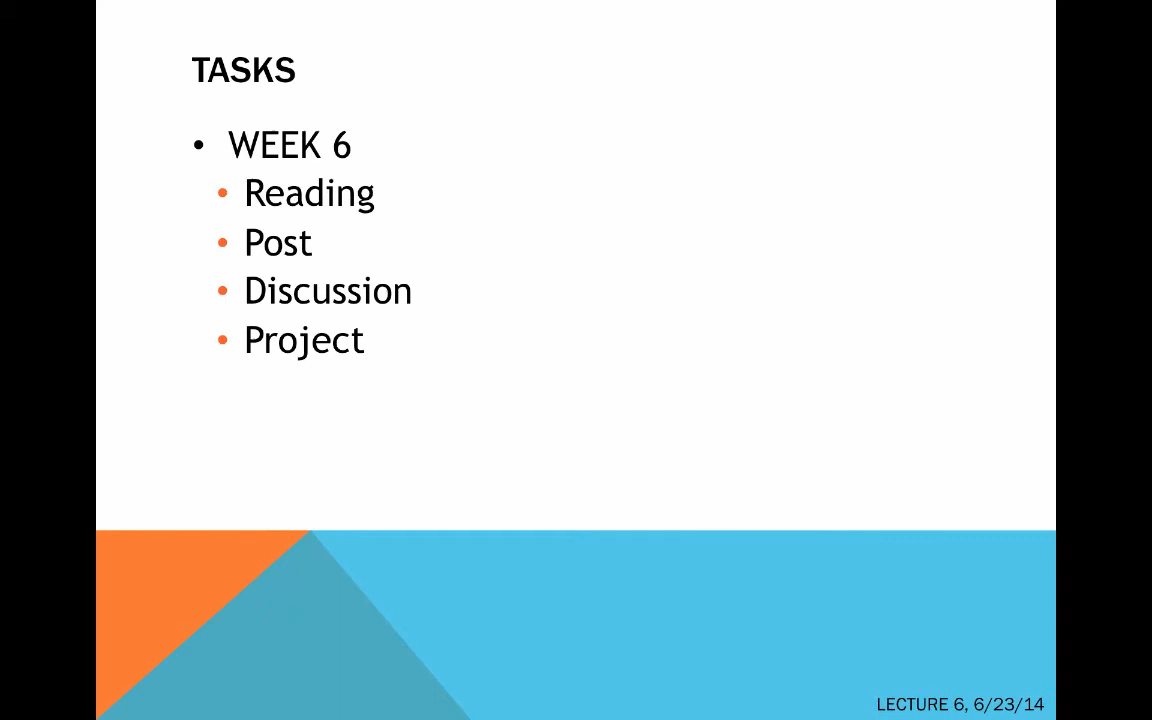 TASKS
• WEEK 6
• Reading
• Post
• Discussion
• Project
LECTURE 6, 6/23/14